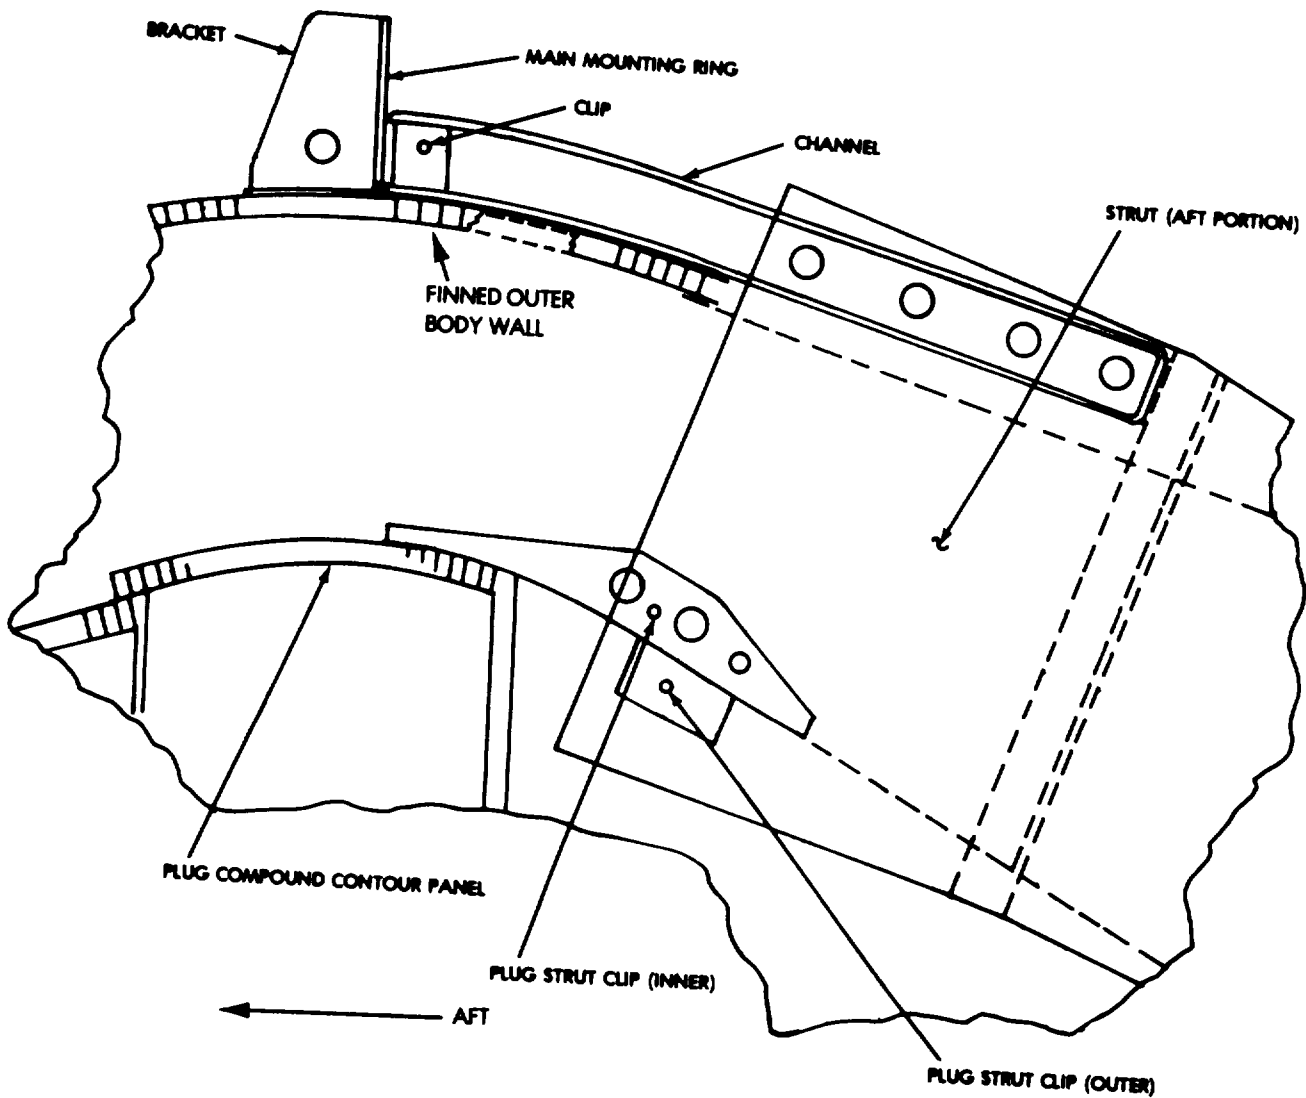 BRACKET
MAIN MOUNTING RING
CLIP
CHANNEL
STRUT (AFT PORTION)
FINNED OUTER
BODY WALL
PLUG COMPOUND CONTOUR PANEL
PLUG STRUT CLIP (INNER)
AFT
PLUG STRUT CLIP (OUTER)